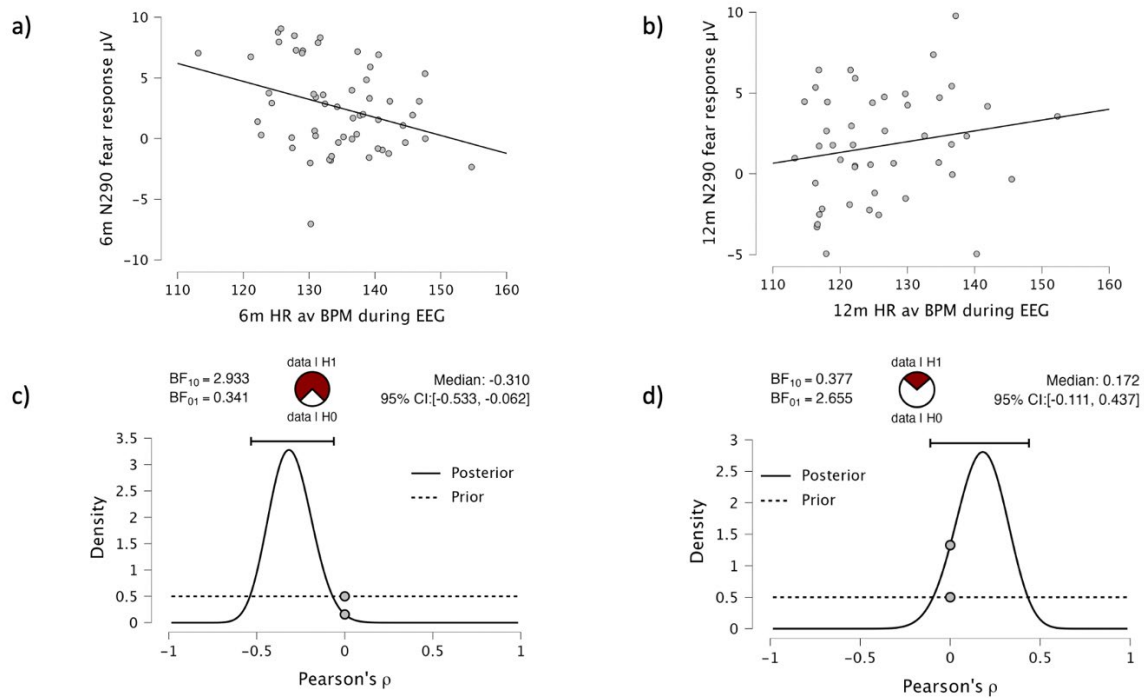 a)
6m N290 fear response µV
10
5
0
−5
−10
110 120 130 140 150 160
6m HR av BPM during EEG
b)
12m N290 fear response µV
10
5
0
−5
110 120 130 140 150 160
12m HR av BPM during EEG
c)
BF10 = 2.933
BF01 = 0.341
data | H1
data | H0
Median: -0.310
95% CI:[-0.533, -0.062]
Density
3.5
3
2.5
2
1.5
1
0.5
0
Posterior
Prior
−1 −0.5 0 0.5 1
Pearson's ρ
d)
BF10 = 0.377
BF01 = 2.655
data | H1
data | H0
Median: 0.172
95% CI:[-0.111, 0.437]
Density
3
2.5
2
1.5
1
0.5
0
Posterior
Prior
−1 −0.5 0 0.5 1
Pearson's ρ